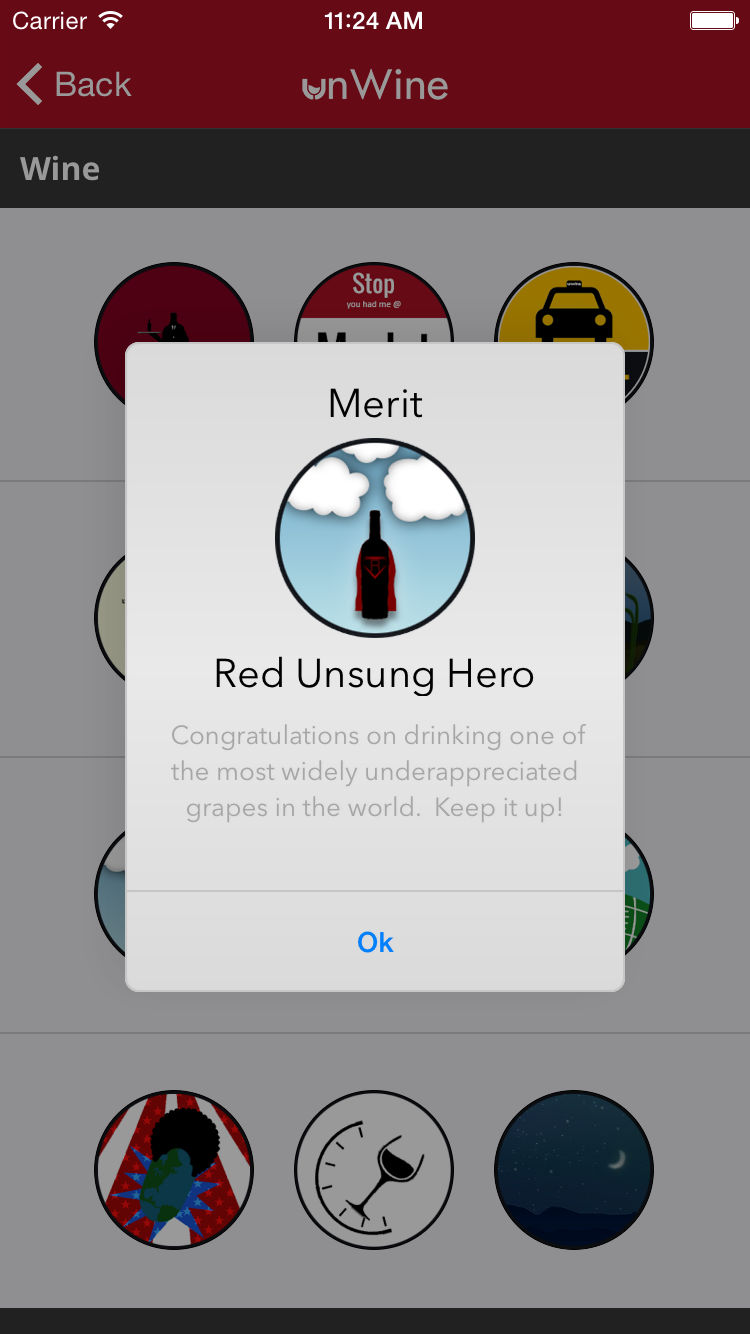 Carrier 11:24 AM
Back unWine
Wine
Stop
you had me @
Merit
Red Unsung Hero
Congratulations on drinking one of
the most widely underappreciated
grapes in the world. Keep it up!
Ok